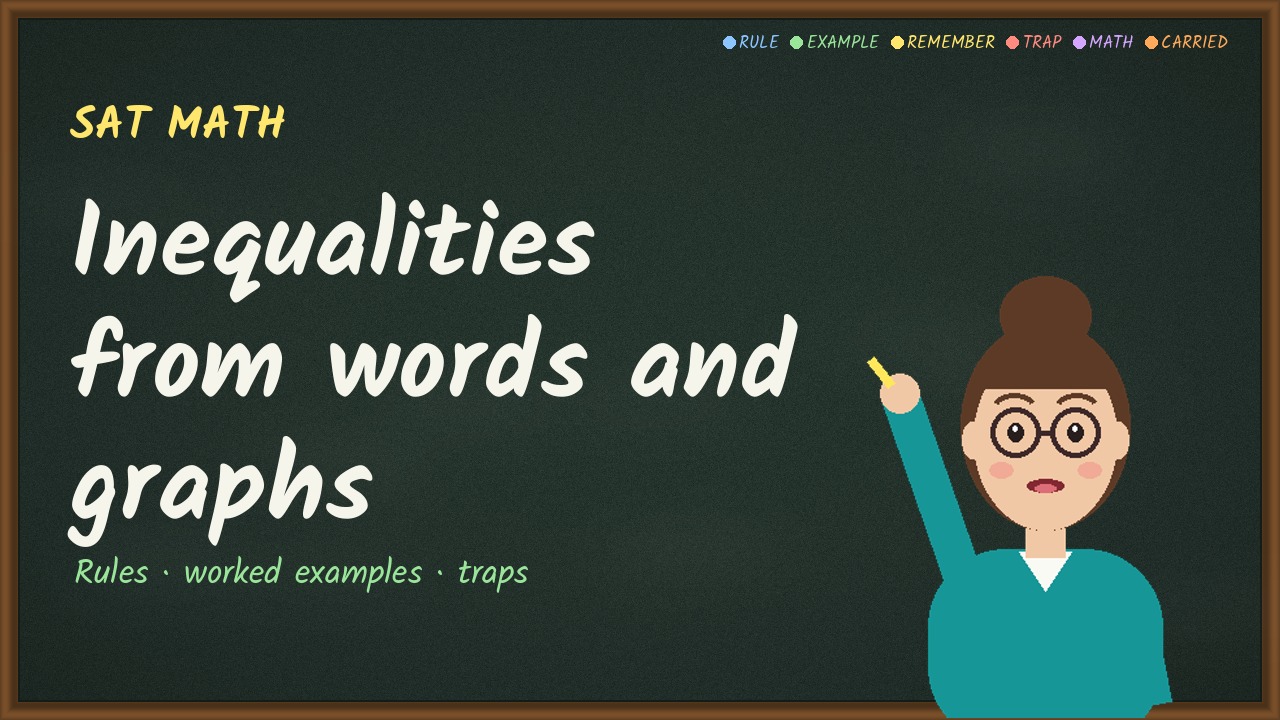 RULE EXAMPLE REMEMBER TRAP MATH CARRIED
SAT MATH
Inequalities
from words and
graphs
Rules · worked examples · traps